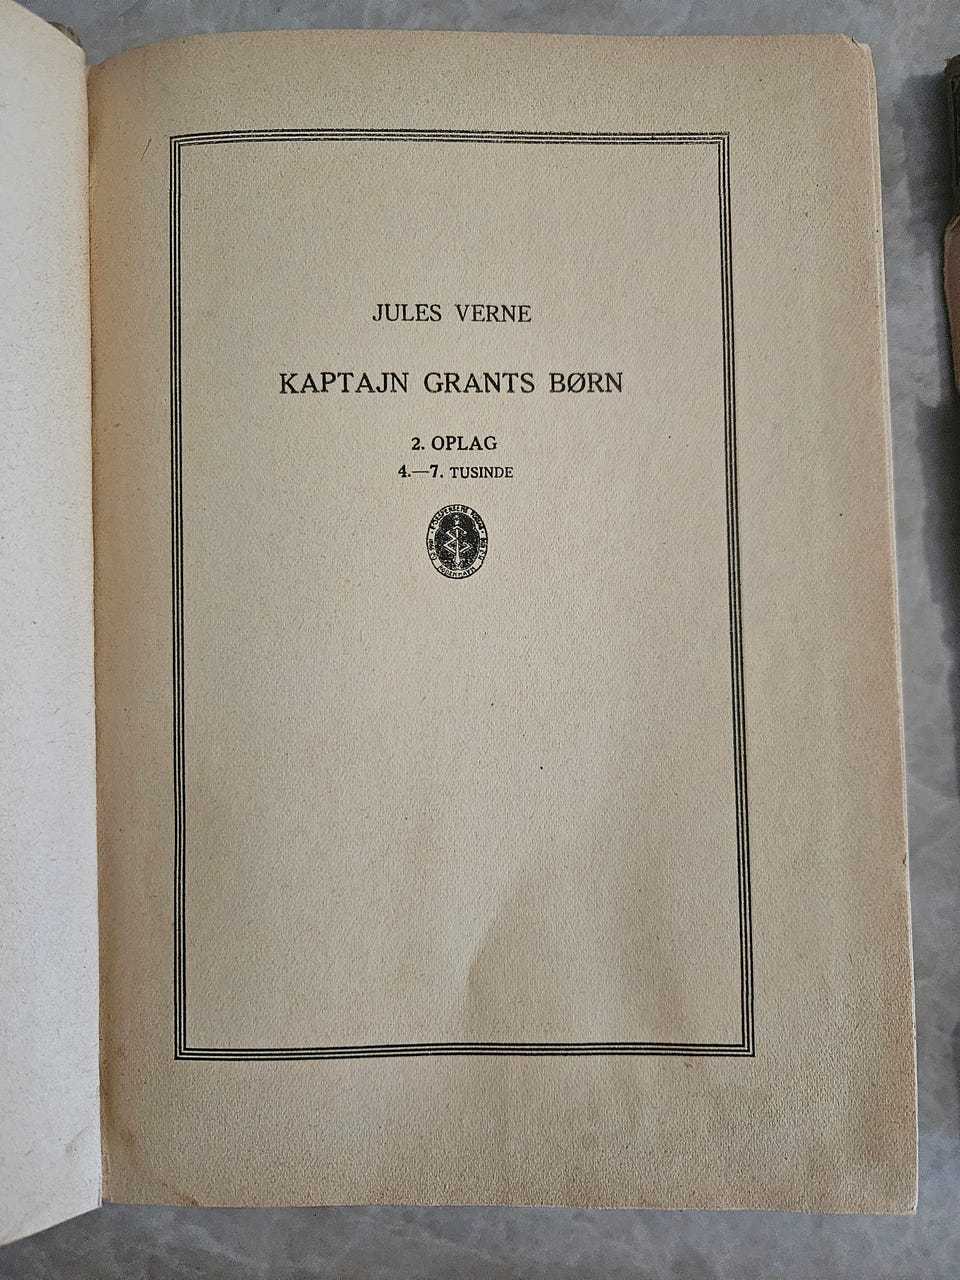 JULES VERNE
KAPTAJN GRANTS BØRN
2. OPLAG
4.—7. TUSINDE